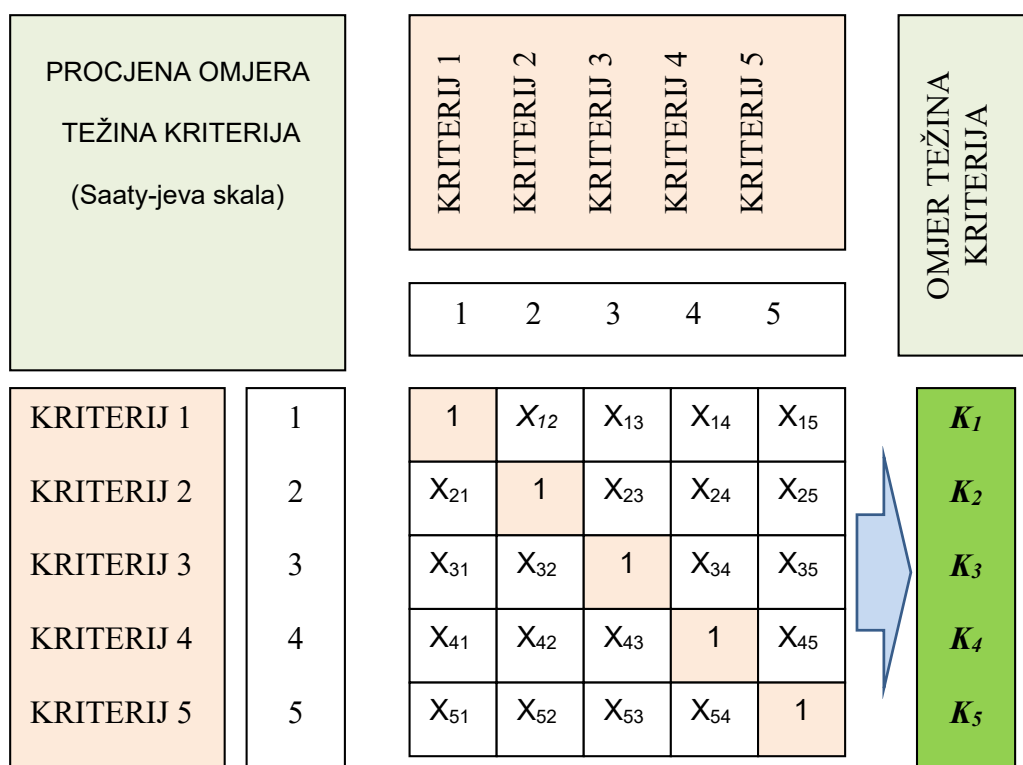 PROCJENA OMJERA
TEŽINA KRITERIJA
(Saaty-jeva skala)
KRITERIJ 1
KRITERIJ 2
KRITERIJ 3
KRITERIJ 4
KRITERIJ 5
OMJER TEŽINA
KRITERIJA
1 2 3 4 5
KRITERIJ 1 1 1 X12 X13 X14 X15 K1
KRITERIJ 2 2 X21 1 X23 X24 X25 K2
KRITERIJ 3 3 X31 X32 1 X34 X35 K3
KRITERIJ 4 4 X41 X42 X43 1 X45 K4
KRITERIJ 5 5 X51 X52 X53 X54 1 K5